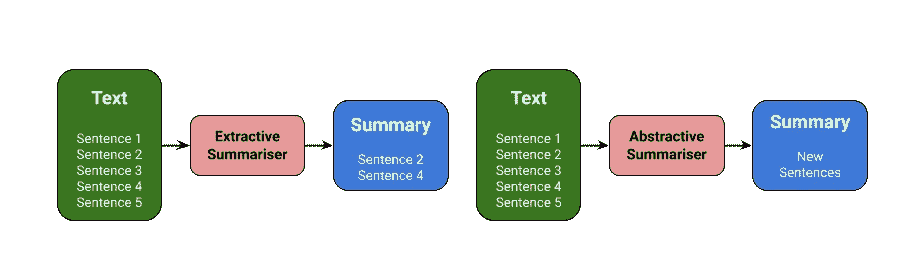 Text
Sentence 1
Sentence 2
Sentence 3
Sentence 4
Sentence 5
Extractive
Summariser
Summary
Sentence 2
Sentence 4
Text
Sentence 1
Sentence 2
Sentence 3
Sentence 4
Sentence 5
Abstractive
Summariser
Summary
New
Sentences